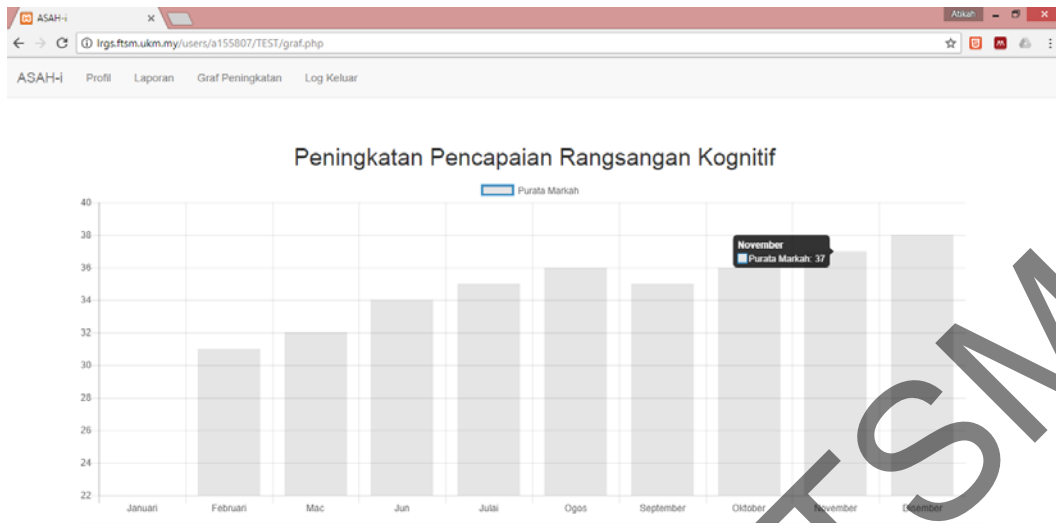 ASAH-i
Atikah
lrgs.ftsm.ukm.my/users/a155807/TEST/graf.php
ASAH-i Profil Laporan Graf Peningkatan Log Keluar
Peningkatan Pencapaian Rangsangan Kognitif
Purata Markah
40
38
36
34
32
30
28
26
24
22
November
Purata Markah: 37
Januari Februari Mac Jun Julai Ogos September Oktober November Disember
TSM